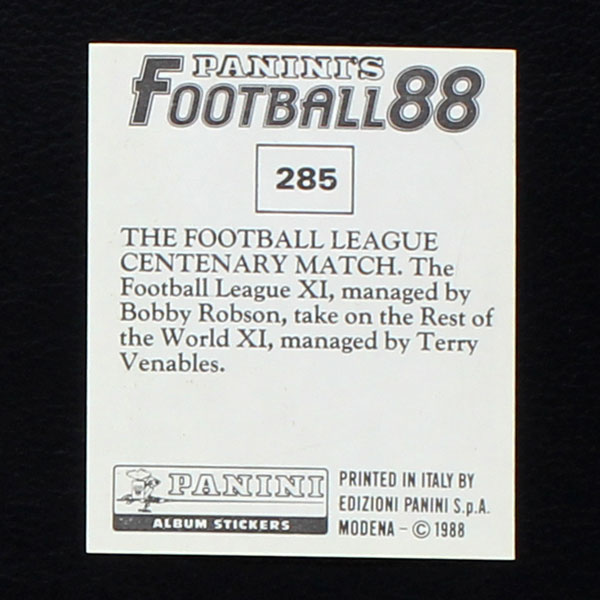 PANINI'S
FOOTBALL 88
285
THE FOOTBALL LEAGUE
CENTENARY MATCH. The
Football League XI, managed by
Bobby Robson, take on the Rest of
the World XI, managed by Terry
Venables.
PANINI
ALBUM STICKERS
PRINTED IN ITALY BY
EDIZIONI PANINI S.p.A.
MODENA - © 1988